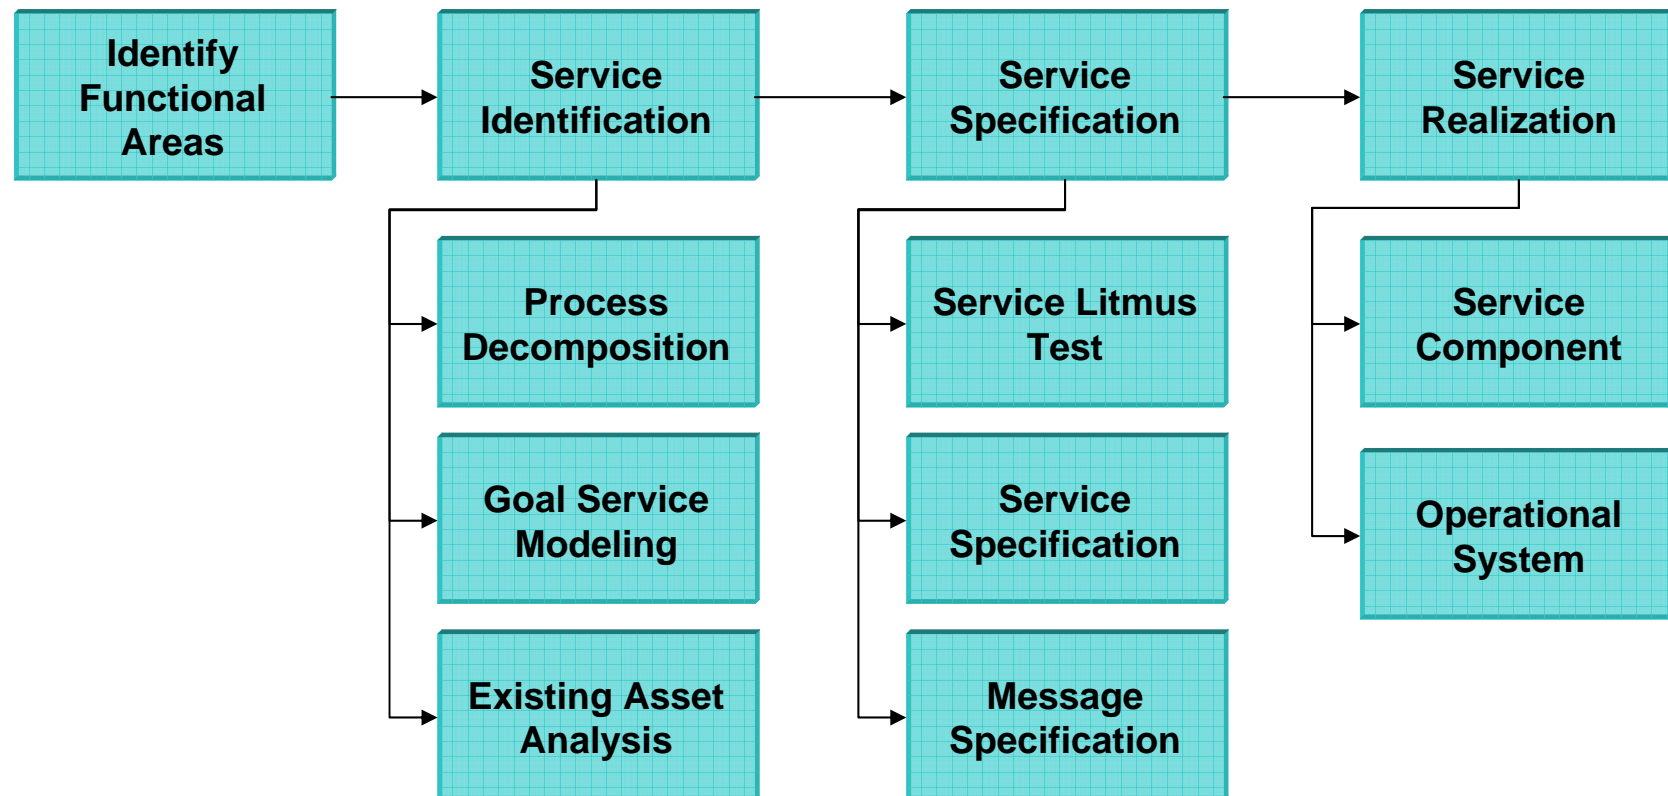 Identify
Functional
Areas
Service
Identification
Service
Specification
Service
Realization
Process
Decomposition
Service Litmus
Test
Service
Component
Goal Service
Modeling
Service
Specification
Operational
System
Existing Asset
Analysis
Message
Specification